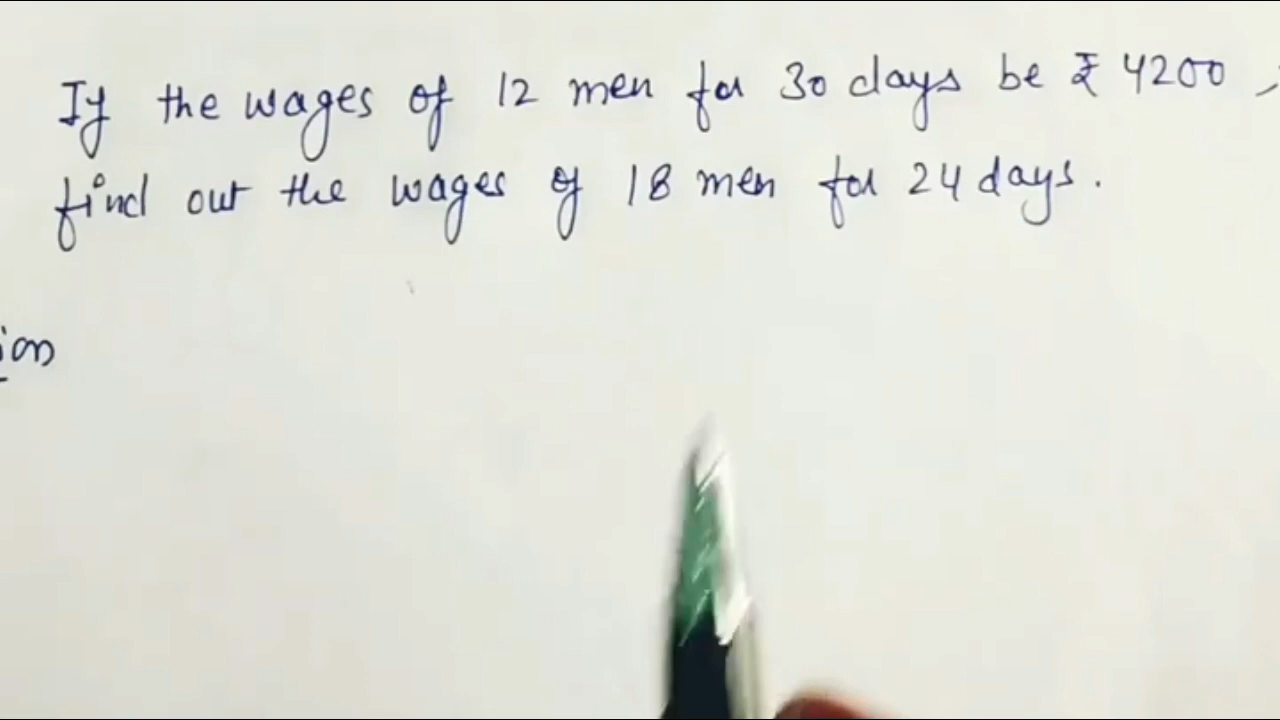 If the wages of 12 men for 30 days be ₹ 4200,
find out the wages of 18 men for 24 days.